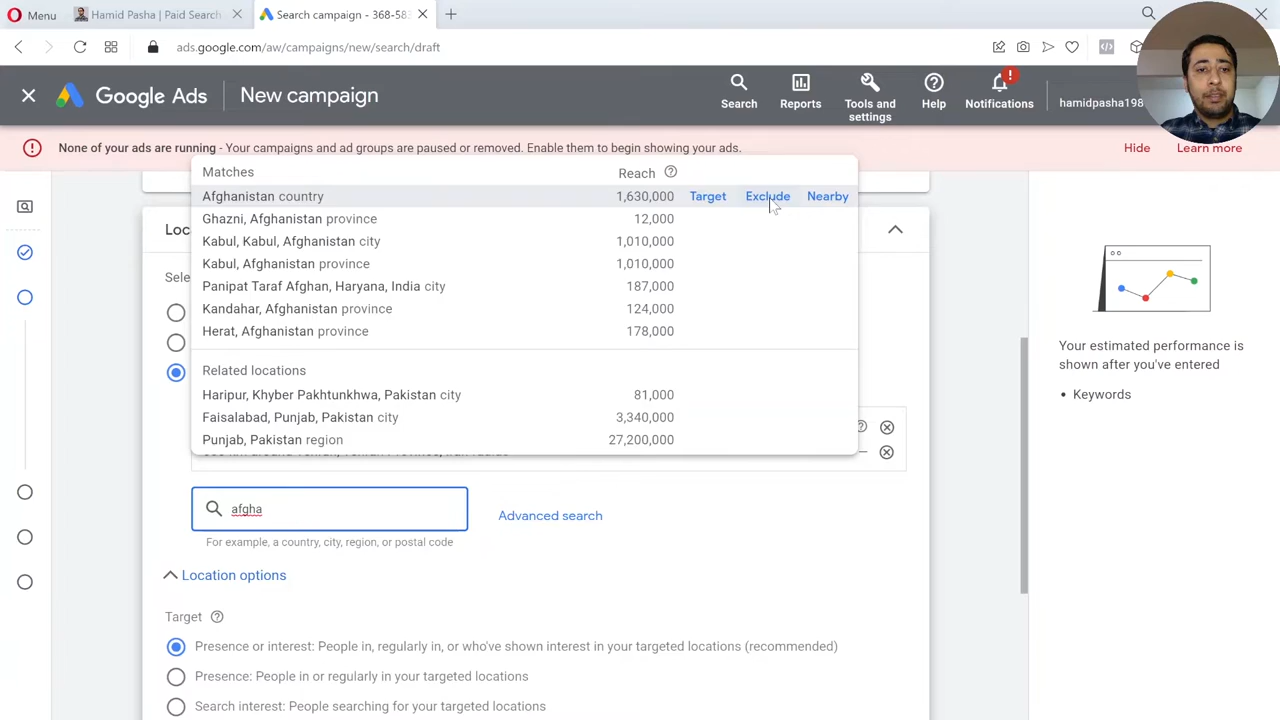 Menu
Hamid Pasha | Paid Search
Search campaign - 368-583
ads.google.com/aw/campaigns/new/search/draft
Google Ads
New campaign
Search
Reports
Tools and settings
Help
Notifications
hamidpasha198
None of your ads are running - Your campaigns and ad groups are paused or removed. Enable them to begin showing your ads.
Hide
Learn more
Matches
Reach
Afghanistan country 1,630,000 Target Exclude Nearby
Ghazni, Afghanistan province 12,000
Kabul, Kabul, Afghanistan city 1,010,000
Kabul, Afghanistan province 1,010,000
Panipat Taraf Afghan, Haryana, India city 187,000
Kandahar, Afghanistan province 124,000
Herat, Afghanistan province 178,000
Related locations
Haripur, Khyber Pakhtunkhwa, Pakistan city 81,000
Faisalabad, Punjab, Pakistan city 3,340,000
Punjab, Pakistan region 27,200,000
Loc
Sele
afgha
Advanced search
For example, a country, city, region, or postal code
Location options
Target
Presence or interest: People in, regularly in, or who've shown interest in your targeted locations (recommended)
Presence: People in or regularly in your targeted locations
Search interest: People searching for your targeted locations
Your estimated performance is
shown after you've entered
• Keywords